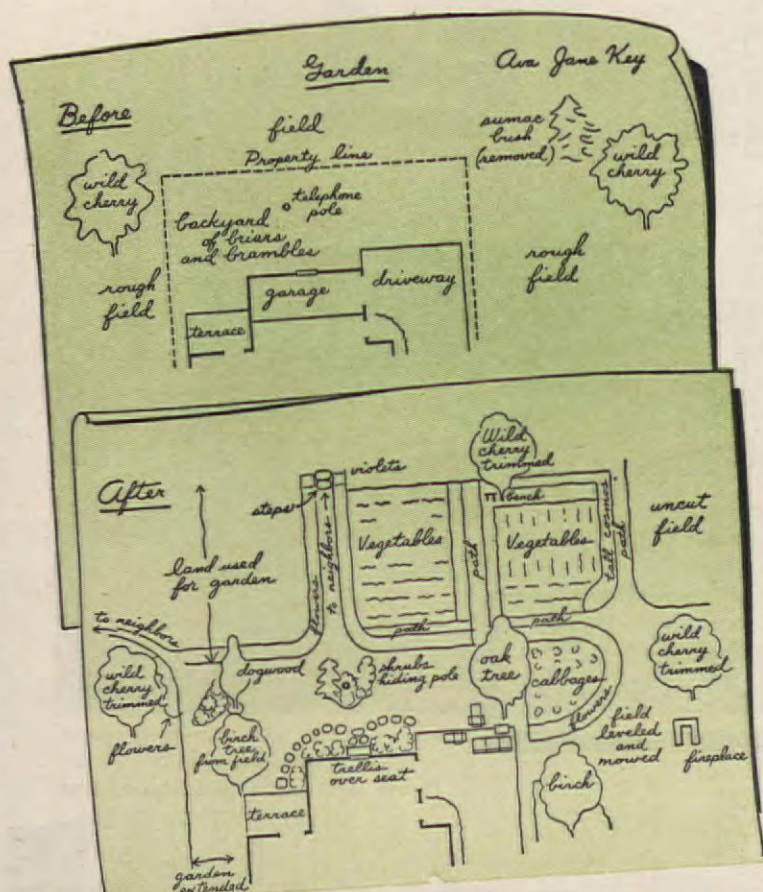 Garden
Ava Jane Key
Before
field
Property line
sumac
bush
(removed)
wild
cherry
wild
cherry
telephone
pole
backyard
of briars
and brambles
rough
field
garage
driveway
rough
field
terrace
After
Wild
cherry
trimmed
violets
steps
bench
uncut
field
land used
for garden
flowers
to neighbors
Vegetables
path
Vegetables
tall cosmos
path
to neighbors
path
path
wild
cherry
trimmed
dogwood
shrubs
hiding pole
oak
tree
cabbages
wild
cherry
trimmed
flowers
flowers
birch
tree
from field
field
leveled
and
mowed
fireplace
trellis
over seat
birch
terrace
garden
extended